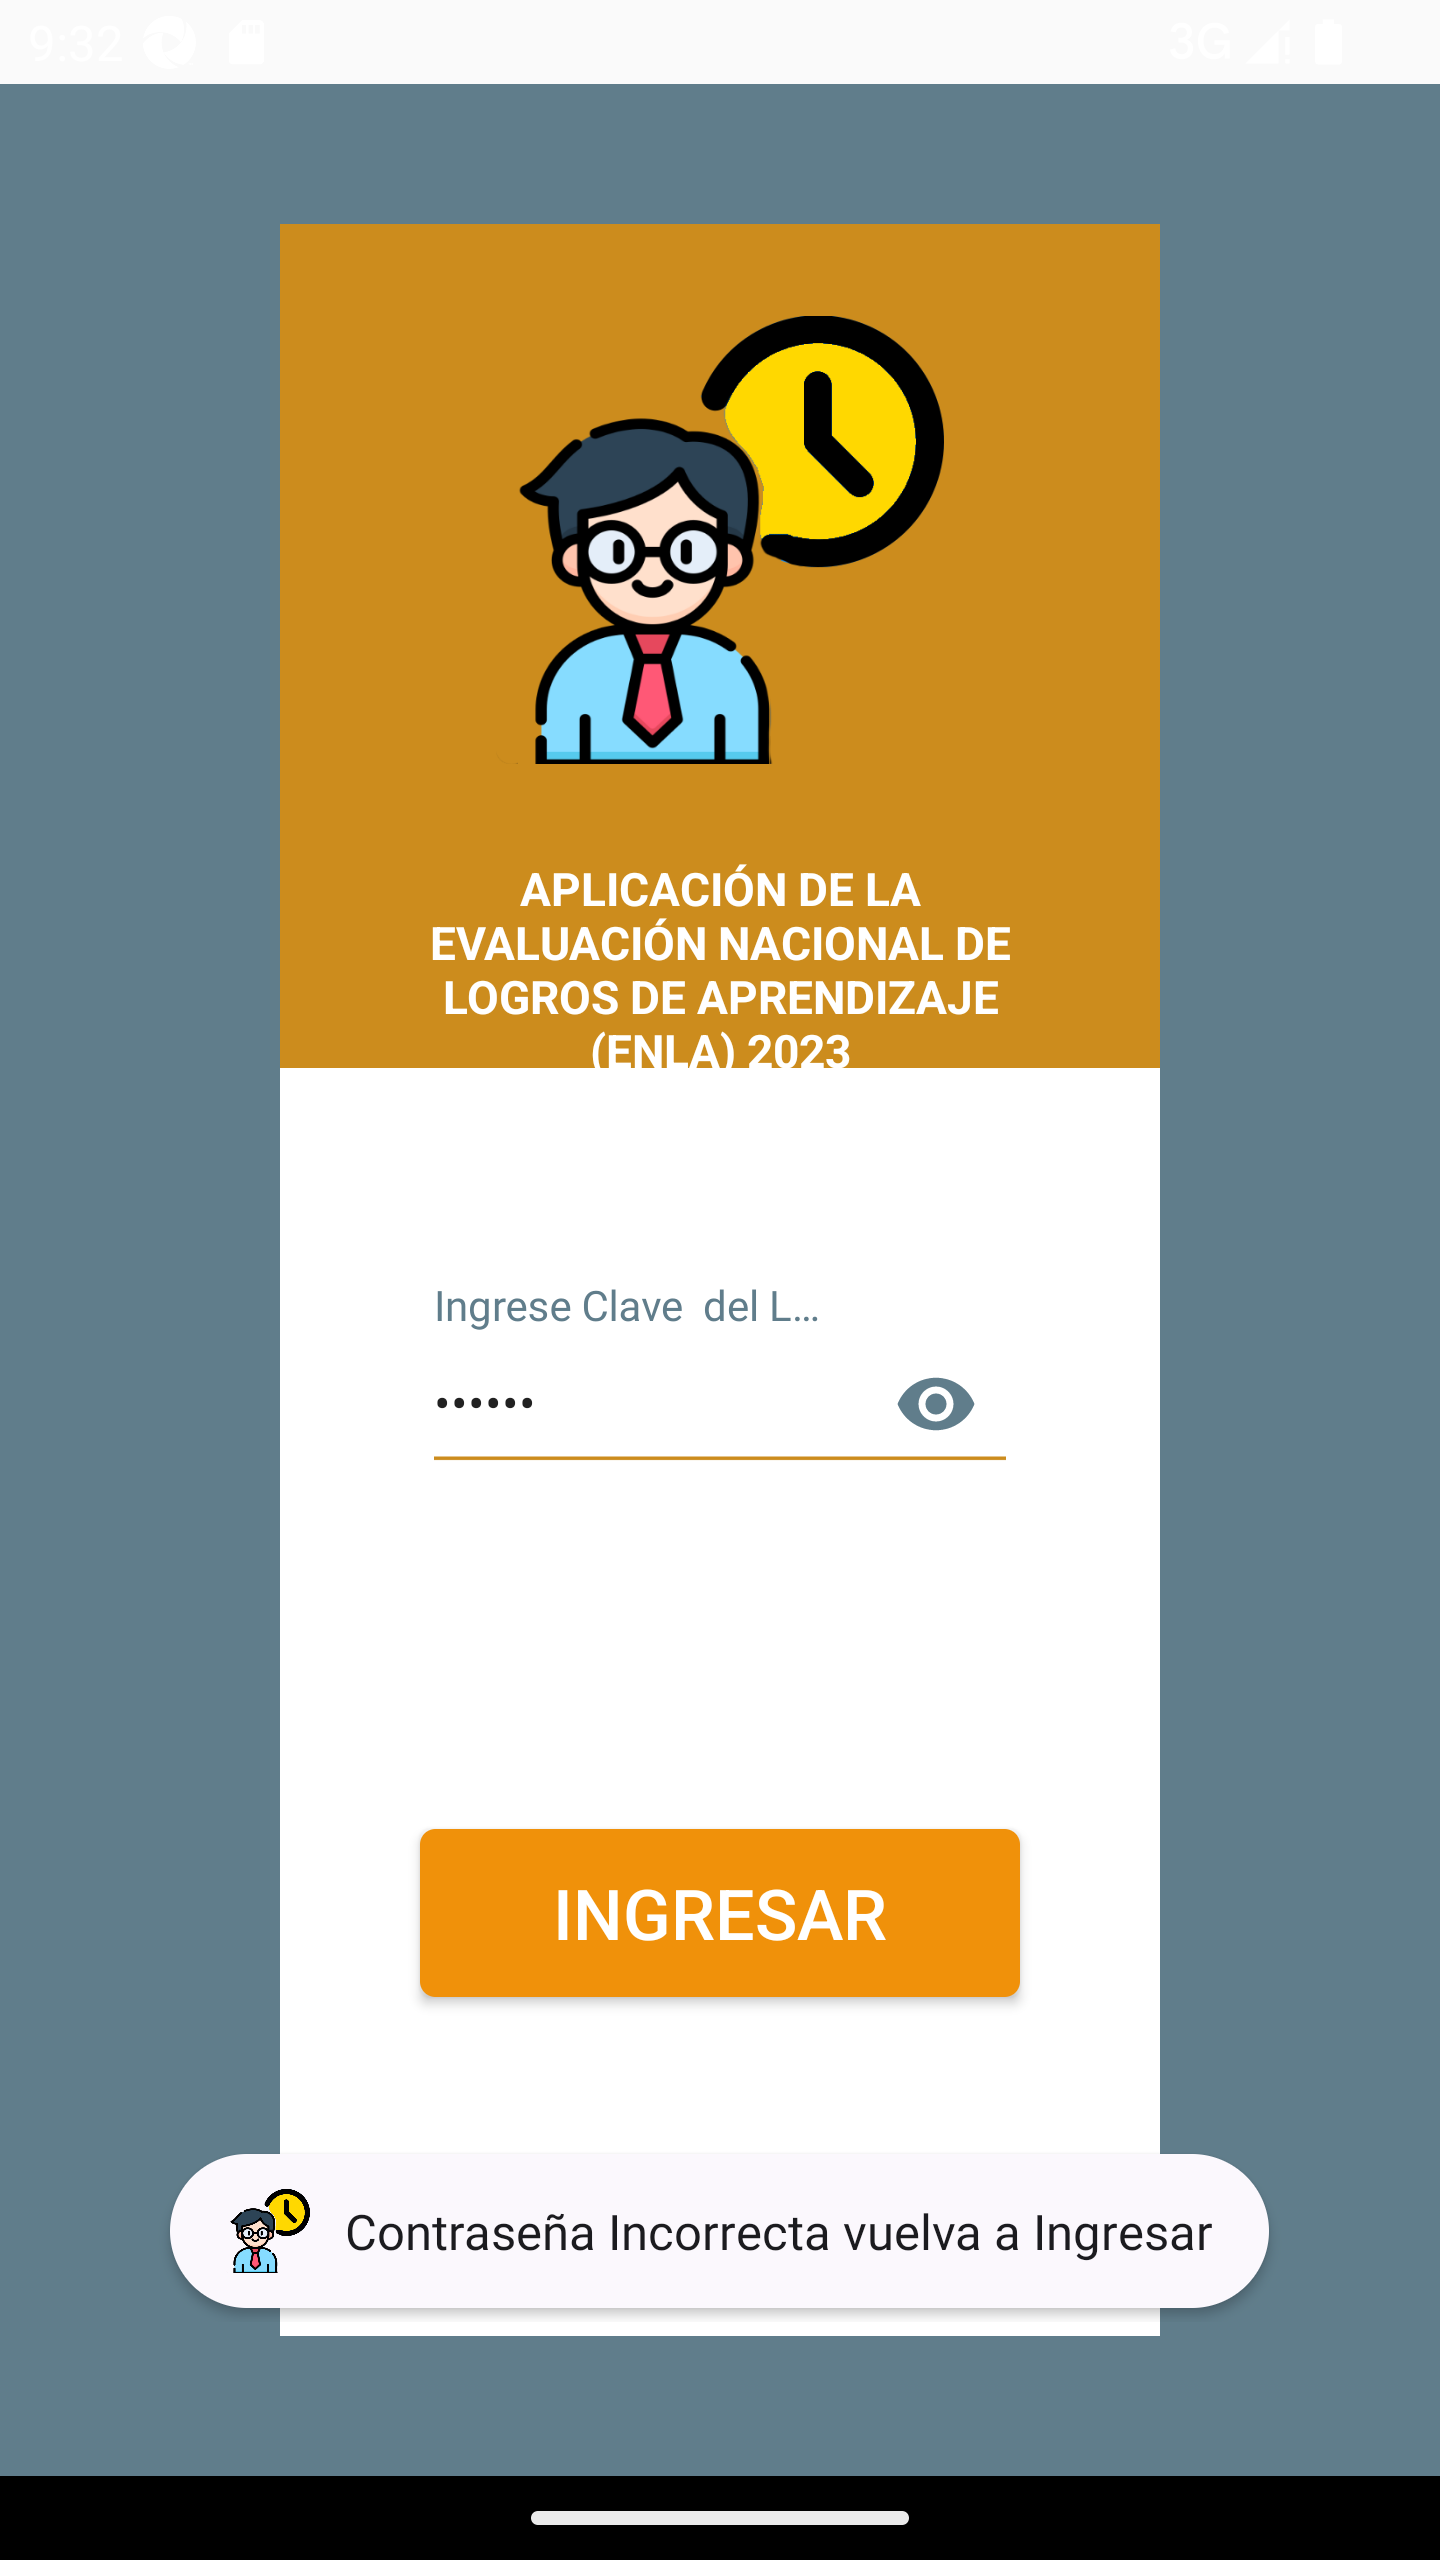 9:32
3G
APLICACIÓN DE LA
EVALUACIÓN NACIONAL DE
LOGROS DE APRENDIZAJE
(ENLA) 2023
Ingrese Clave  del L...
••••••
INGRESAR
Contraseña Incorrecta vuelva a Ingresar